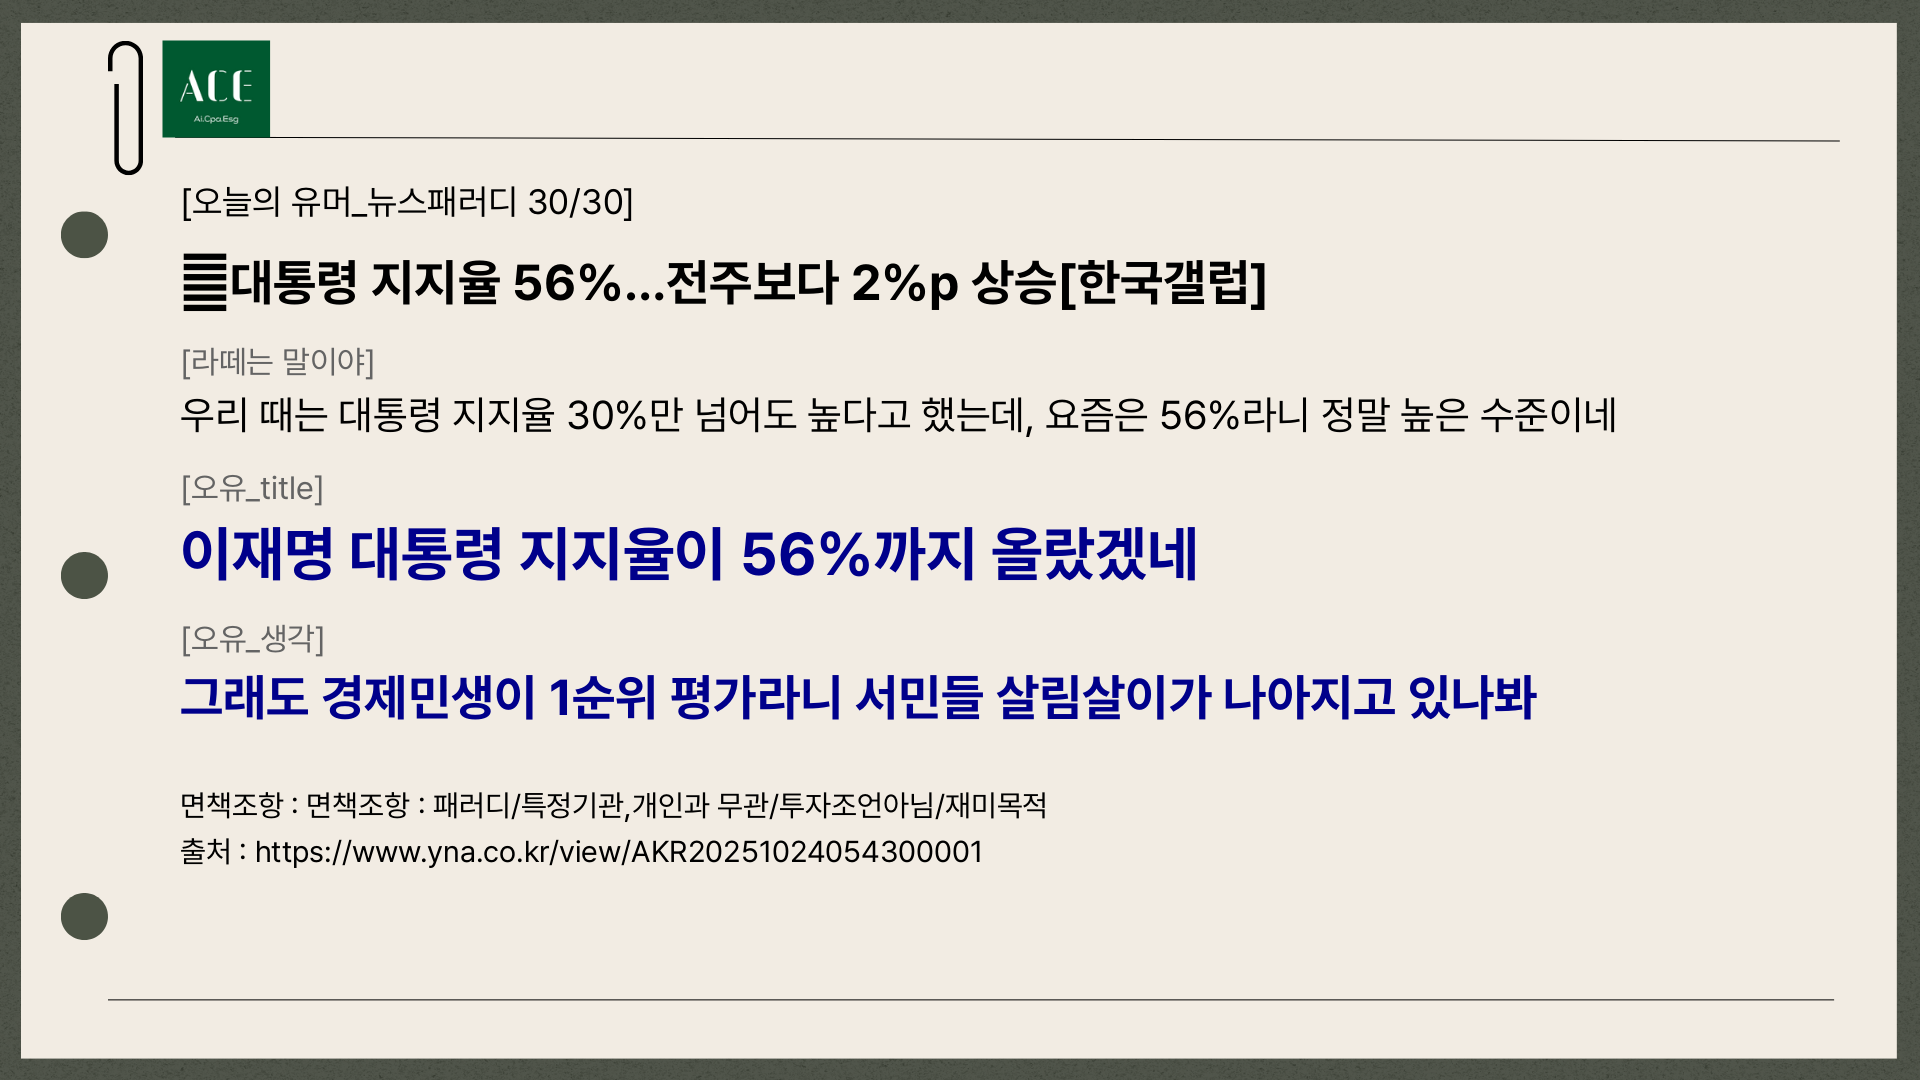 ACE
Ai.Cpa.Esg
[오늘의 유머_뉴스패러디 30/30]
대통령 지지율 56%...전주보다 2%p 상승[한국갤럽]
[라떼는 말이야]
우리 때는 대통령 지지율 30%만 넘어도 높다고 했는데, 요즘은 56%라니 정말 높은 수준이네
[오유_title]
이재명 대통령 지지율이 56%까지 올랐겠네
[오유_생각]
그래도 경제민생이 1순위 평가라니 서민들 살림살이가 나아지고 있나봐
면책조항 : 면책조항 : 패러디/특정기관,개인과 무관/투자조언아님/재미목적
출처 : https://www.yna.co.kr/view/AKR20251024054300001